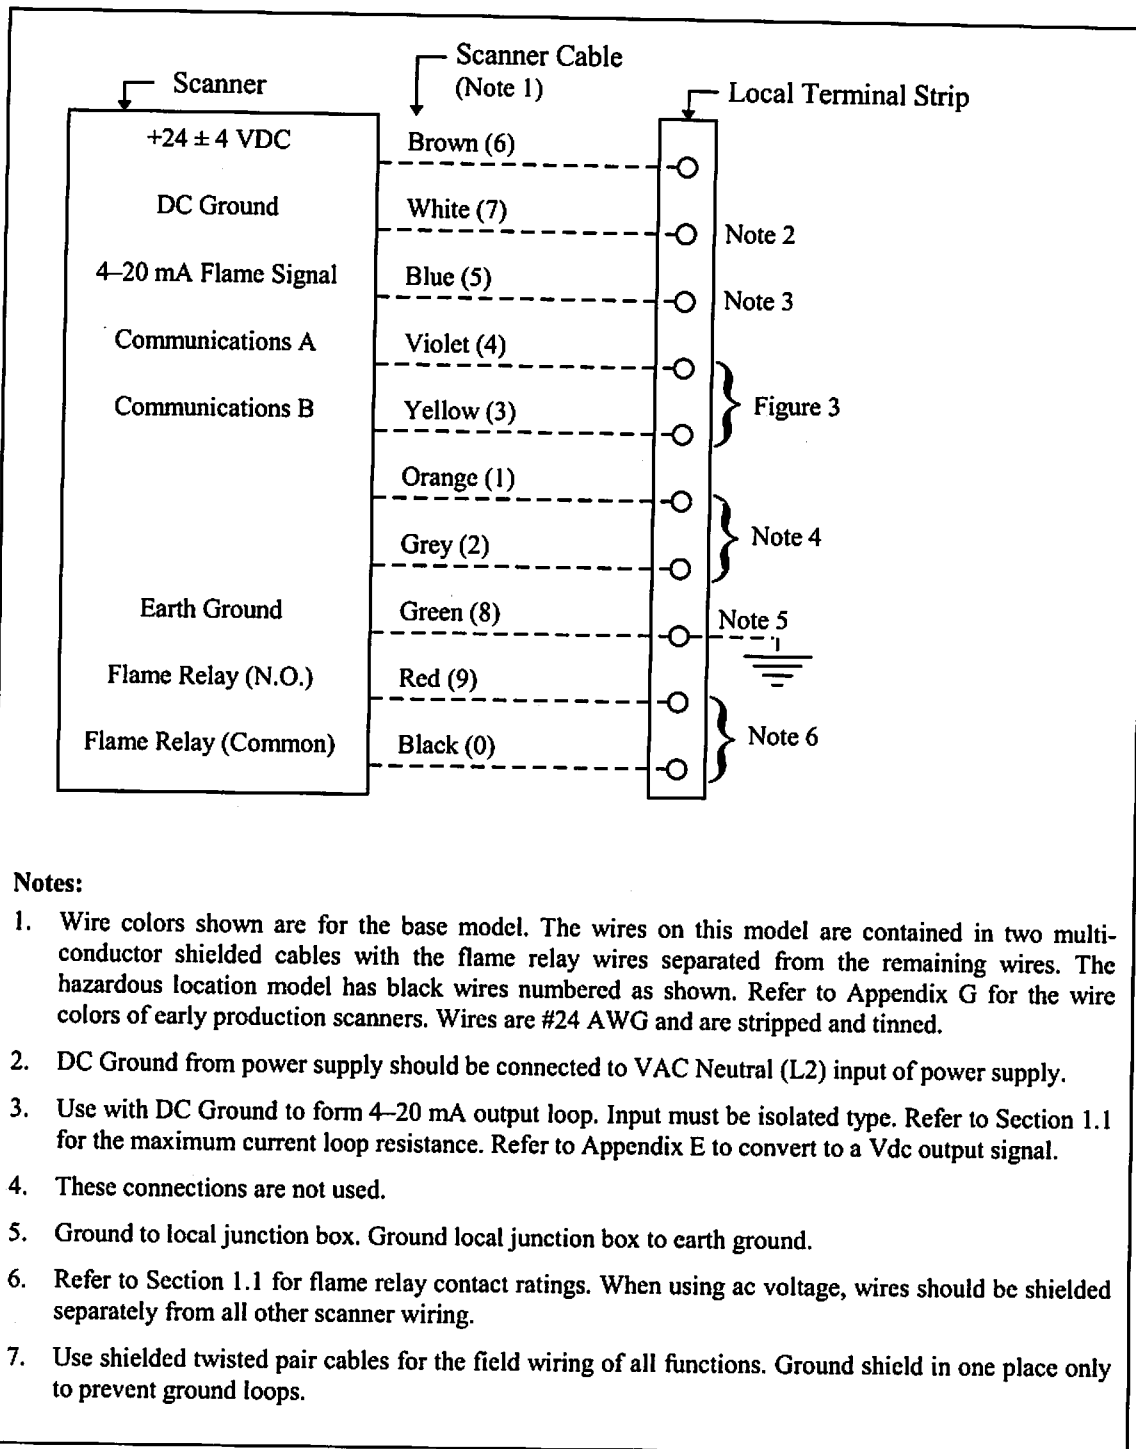 Scanner
Scanner Cable
(Note 1)
Local Terminal Strip
+24 ± 4 VDC
Brown (6)
DC Ground
White (7)
Note 2
4–20 mA Flame Signal
Blue (5)
Note 3
Communications A
Violet (4)
Communications B
Yellow (3)
Figure 3
Orange (1)
Grey (2)
Note 4
Earth Ground
Green (8)
Note 5
Flame Relay (N.O.)
Red (9)
Flame Relay (Common)
Black (0)
Note 6
Notes:
1. Wire colors shown are for the base model. The wires on this model are contained in two multi-
conductor shielded cables with the flame relay wires separated from the remaining wires. The
hazardous location model has black wires numbered as shown. Refer to Appendix G for the wire
colors of early production scanners. Wires are #24 AWG and are stripped and tinned.
2. DC Ground from power supply should be connected to VAC Neutral (L2) input of power supply.
3. Use with DC Ground to form 4–20 mA output loop. Input must be isolated type. Refer to Section 1.1
for the maximum current loop resistance. Refer to Appendix E to convert to a Vdc output signal.
4. These connections are not used.
5. Ground to local junction box. Ground local junction box to earth ground.
6. Refer to Section 1.1 for flame relay contact ratings. When using ac voltage, wires should be shielded
separately from all other scanner wiring.
7. Use shielded twisted pair cables for the field wiring of all functions. Ground shield in one place only
to prevent ground loops.